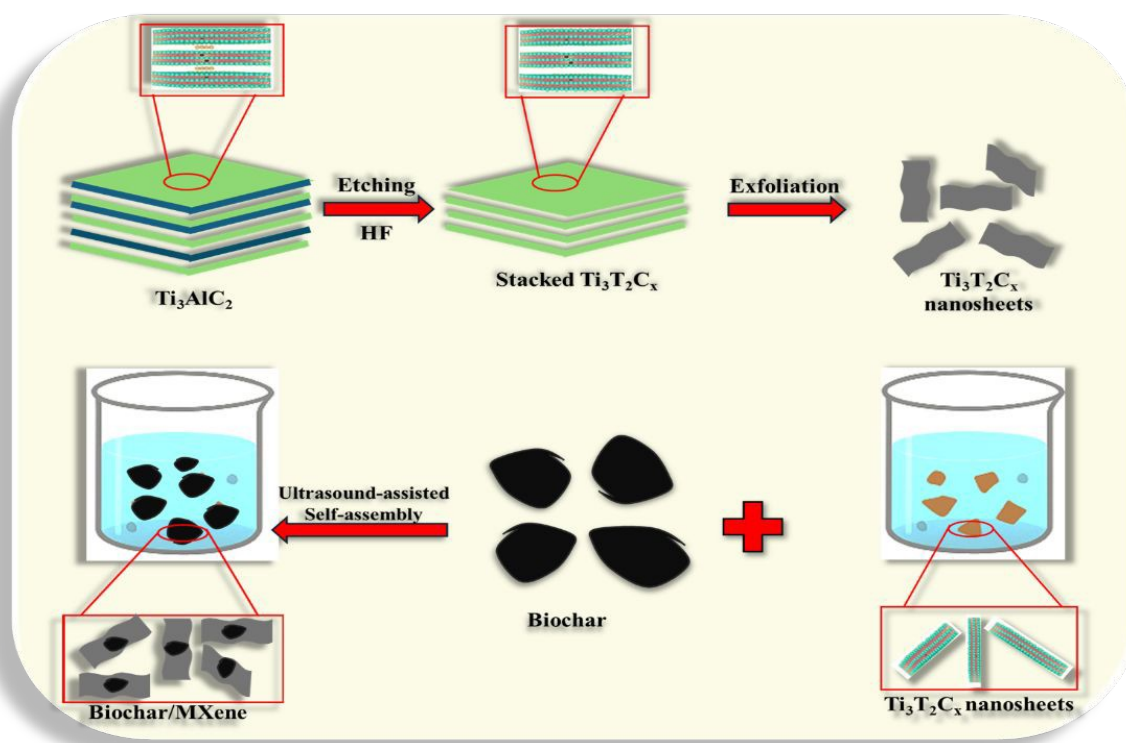 Etching
HF
Exfoliation
Ti₃AlC₂
Stacked Ti₃T₂Cₓ
Ti₃T₂Cₓ
nanosheets
Ultrasound-assisted
Self-assembly
Biochar
Biochar/MXene
Ti₃T₂Cₓ nanosheets